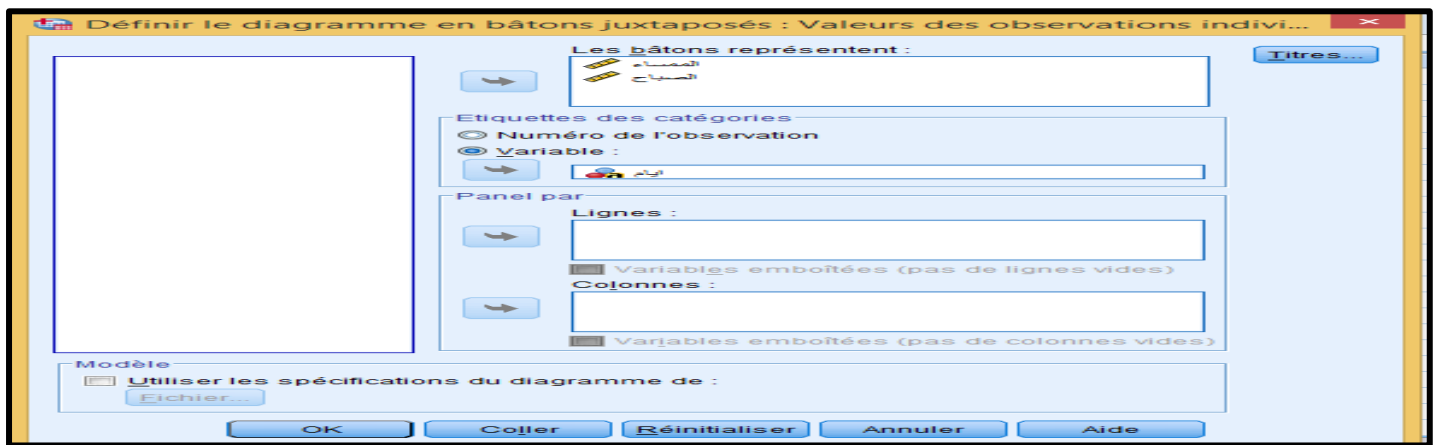 Définir le diagramme en bâtons juxtaposés : Valeurs des observations indivi...
Les bâtons représentent :
المساء
الصباح
Titres...
Etiquettes des catégories
Numéro de l'observation
Variable :
ايام
Panel par
Lignes :
Variables emboîtées (pas de lignes vides)
Colonnes :
Variables emboîtées (pas de colonnes vides)
Modèle
Utiliser les spécifications du diagramme de :
Fichier...
OK Coller Réinitialiser Annuler Aide